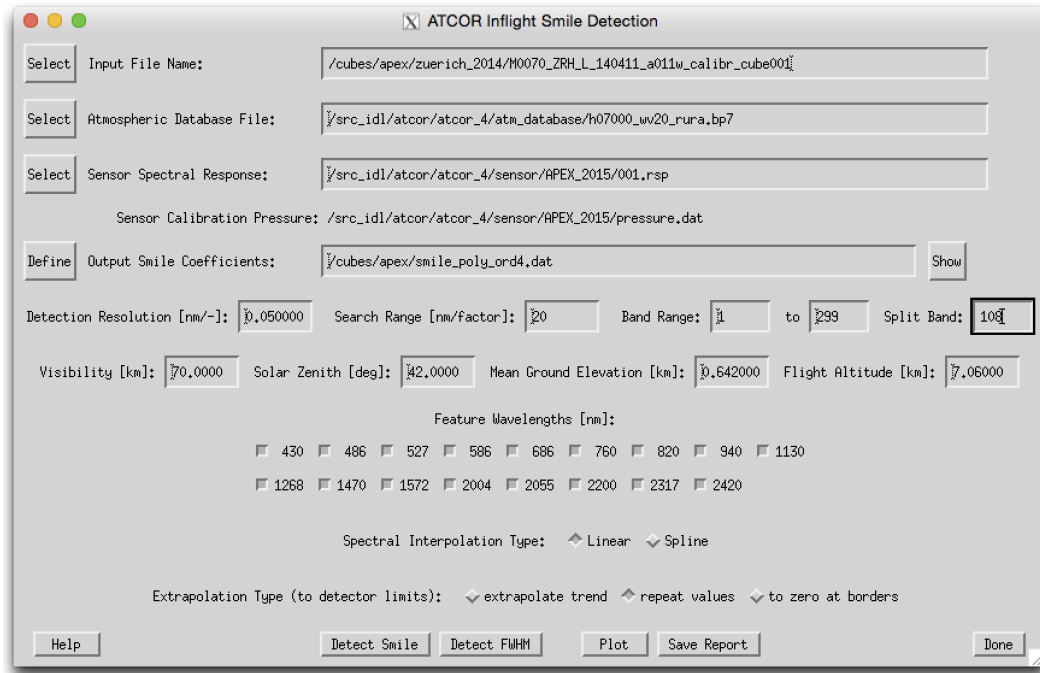 ATCOR Inflight Smile Detection
Select Input File Name: /cubes/apex/zuerich_2014/M0070_ZRH_L_140411_a011w_calibr_cube001
Select Atmospheric Database File: /src_idl/atcor/atcor_4/atm_database/h07000_wv20_rura.bp7
Select Sensor Spectral Response: /src_idl/atcor/atcor_4/sensor/APEX_2015/001.rsp
Sensor Calibration Pressure: /src_idl/atcor/atcor_4/sensor/APEX_2015/pressure.dat
Define Output Smile Coefficients: /cubes/apex/smile_poly_ord4.dat Show
Detection Resolution [nm/-]: 0.050000 Search Range [nm/factor]: 20 Band Range: 1 to 299 Split Band: 108
Visibility [km]: 70.0000 Solar Zenith [deg]: 42.0000 Mean Ground Elevation [km]: 0.642000 Flight Altitude [km]: 7.06000
Feature Wavelengths [nm]:
430 486 527 586 686 760 820 940 1130
1268 1470 1572 2004 2055 2200 2317 2420
Spectral Interpolation Type: Linear Spline
Extrapolation Type (to detector limits): extrapolate trend repeat values to zero at borders
Help Detect Smile Detect FWHM Plot Save Report Done